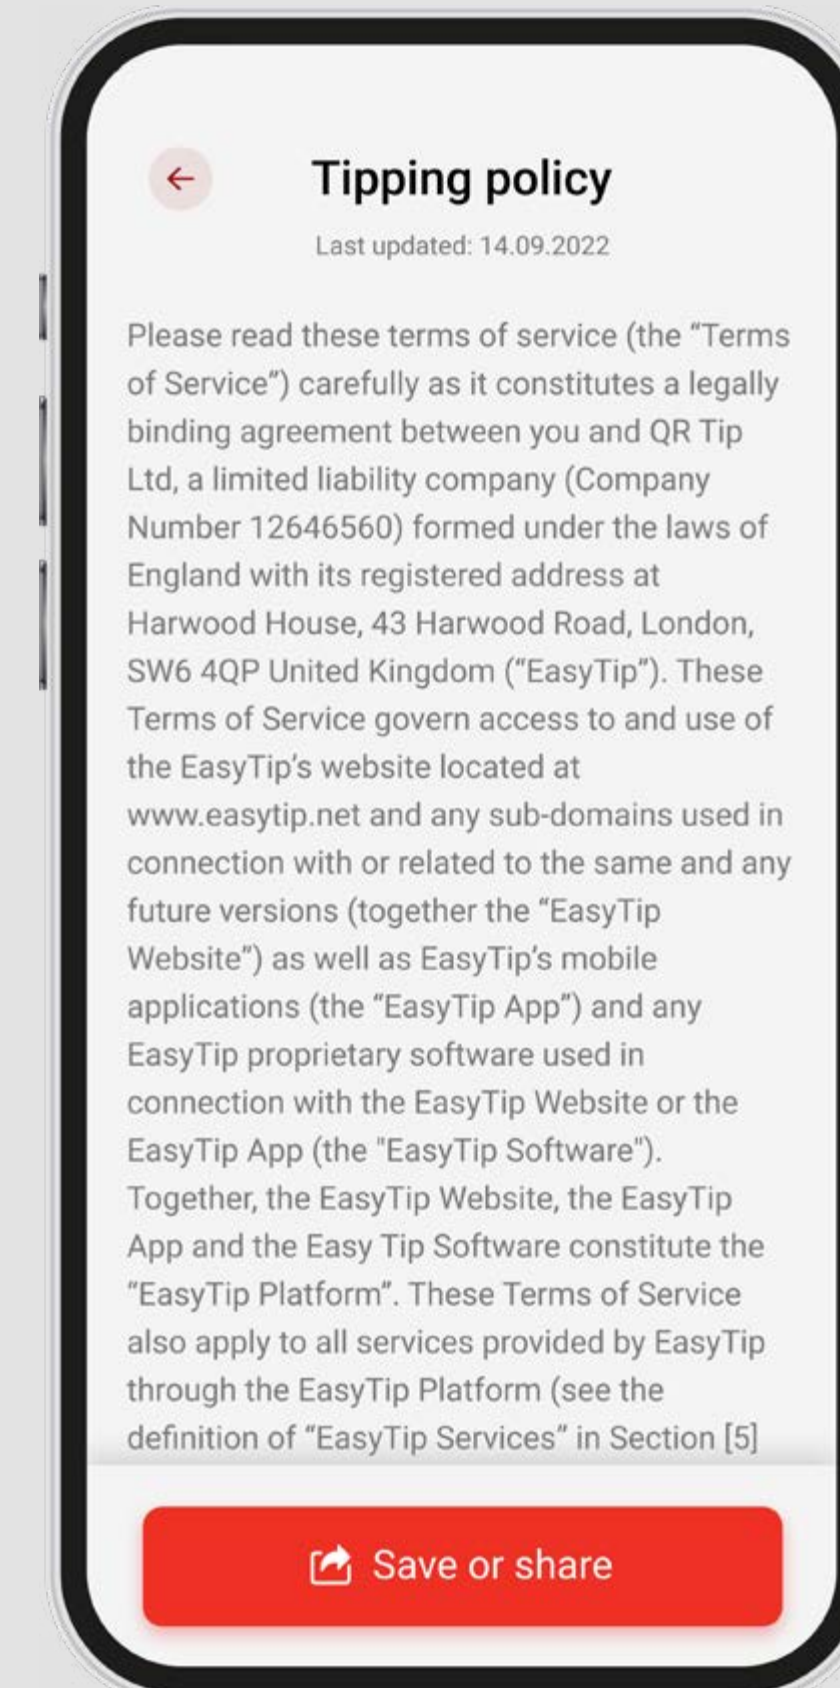 Tipping policy
Last updated: 14.09.2022
Please read these terms of service (the “Terms
of Service”) carefully as it constitutes a legally
binding agreement between you and QR Tip
Ltd, a limited liability company (Company
Number 12646560) formed under the laws of
England with its registered address at
Harwood House, 43 Harwood Road, London,
SW6 4QP United Kingdom (“EasyTip”). These
Terms of Service govern access to and use of
the EasyTip’s website located at
www.easytip.net and any sub-domains used in
connection with or related to the same and any
future versions (together the “EasyTip
Website”) as well as EasyTip’s mobile
applications (the “EasyTip App”) and any
EasyTip proprietary software used in
connection with the EasyTip Website or the
EasyTip App (the "EasyTip Software").
Together, the EasyTip Website, the EasyTip
App and the Easy Tip Software constitute the
“EasyTip Platform”. These Terms of Service
also apply to all services provided by EasyTip
through the EasyTip Platform (see the
definition of “EasyTip Services” in Section [5]
Save or share